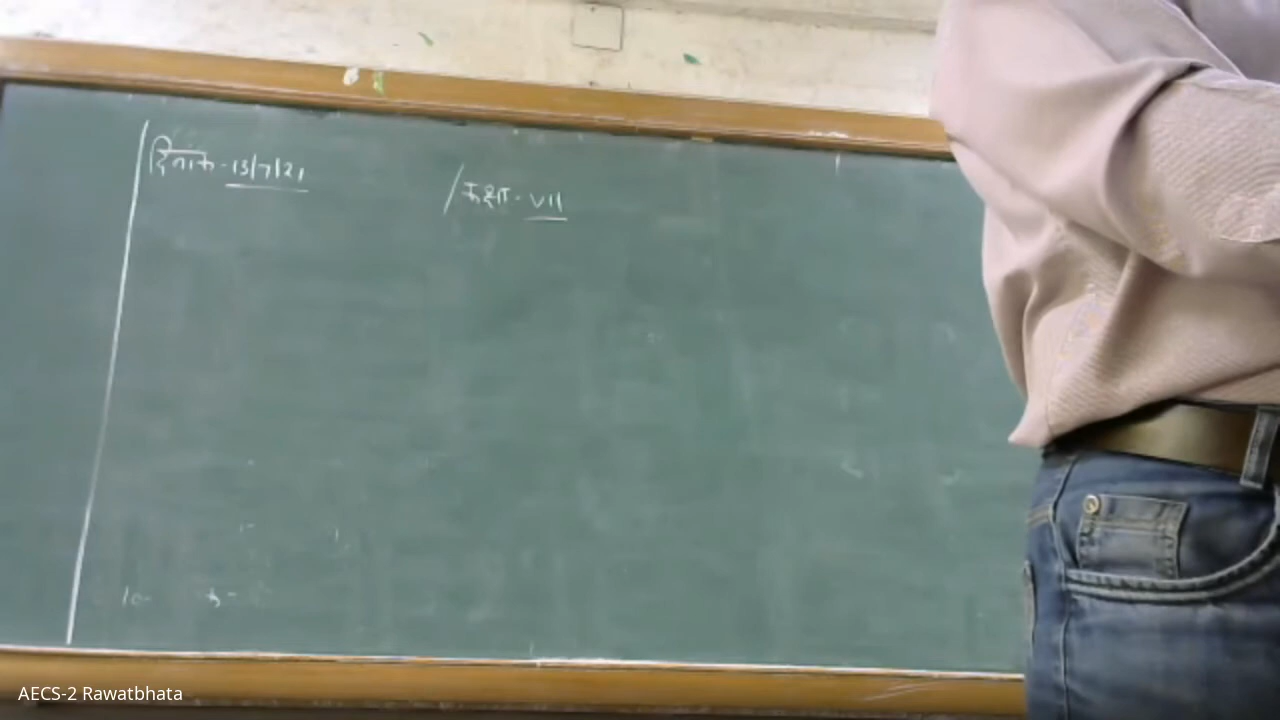 दिनांक - 13/7/21
कक्षा - VII
AECS-2 Rawatbhata